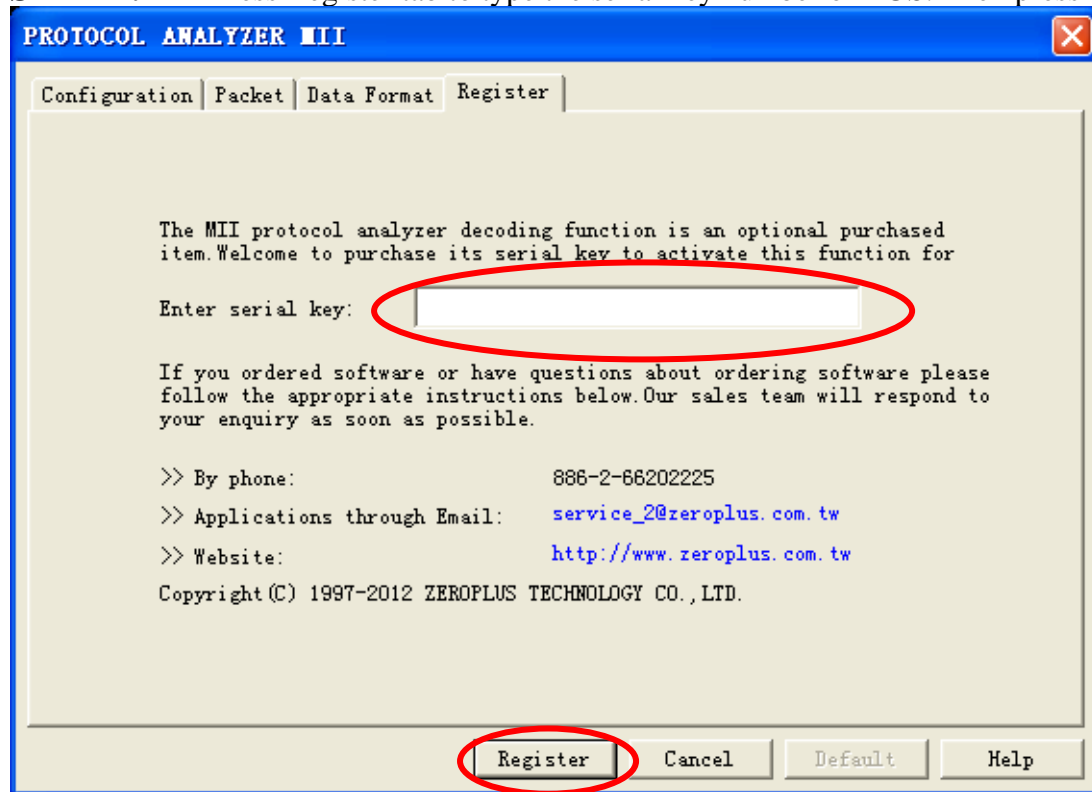 PROTOCOL ANALYZER MII
Configuration Packet Data Format Register
The MII protocol analyzer decoding function is an optional purchased
item.Welcome to purchase its serial key to activate this function for
Enter serial key:
If you ordered software or have questions about ordering software please
follow the appropriate instructions below.Our sales team will respond to
your enquiry as soon as possible.
>> By phone: 886-2-66202225
>> Applications through Email: service_2@zeroplus.com.tw
>> Website: http://www.zeroplus.com.tw
Copyright(C) 1997-2012 ZEROPLUS TECHNOLOGY CO.,LTD.
Register Cancel Default Help